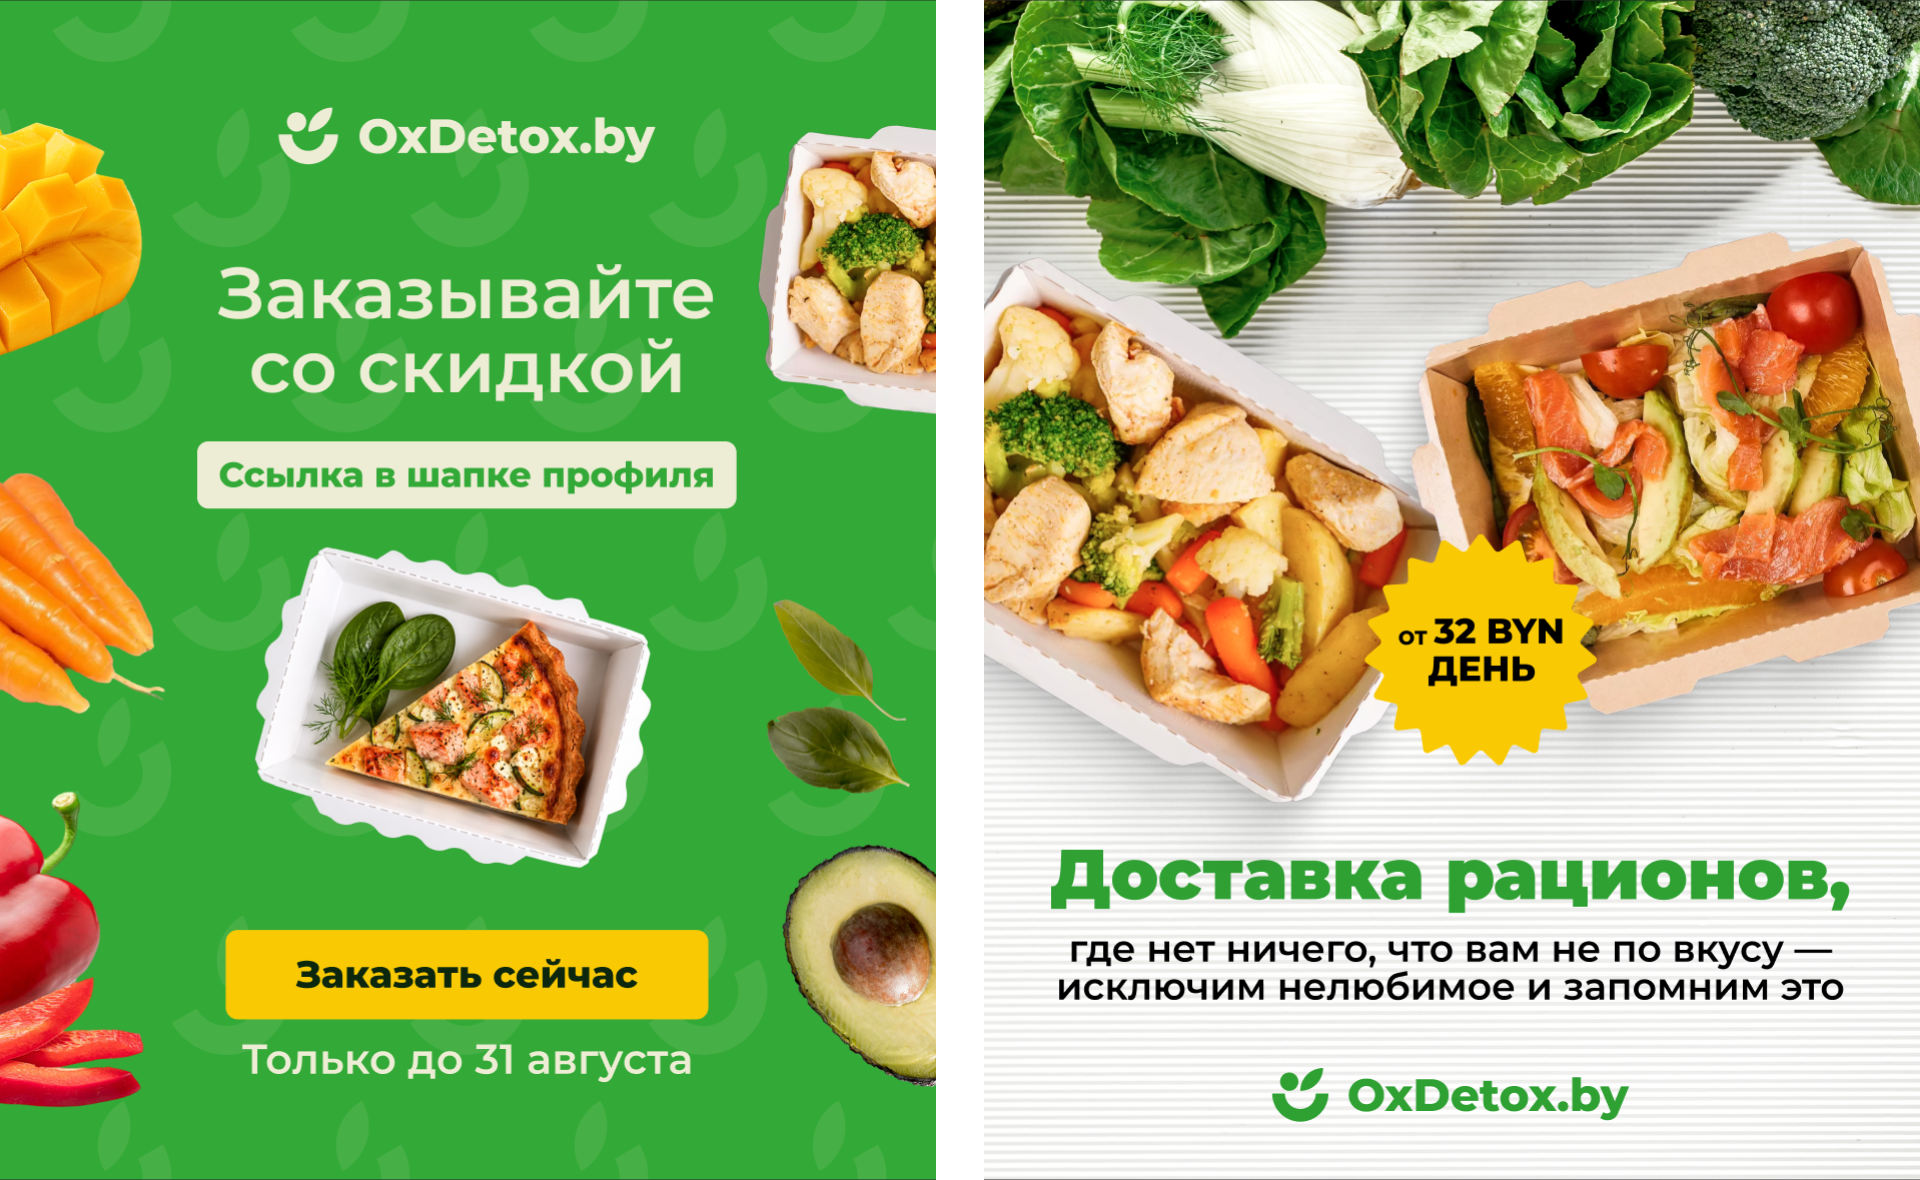 OxDetox.by
Заказывайте
со скидкой
Ссылка в шапке профиля
Заказать сейчас
Только до 31 августа
от 32 BYN
ДЕНЬ
Доставка рационов,
где нет ничего, что вам не по вкусу —
исключим нелюбимое и запомним это
OxDetox.by